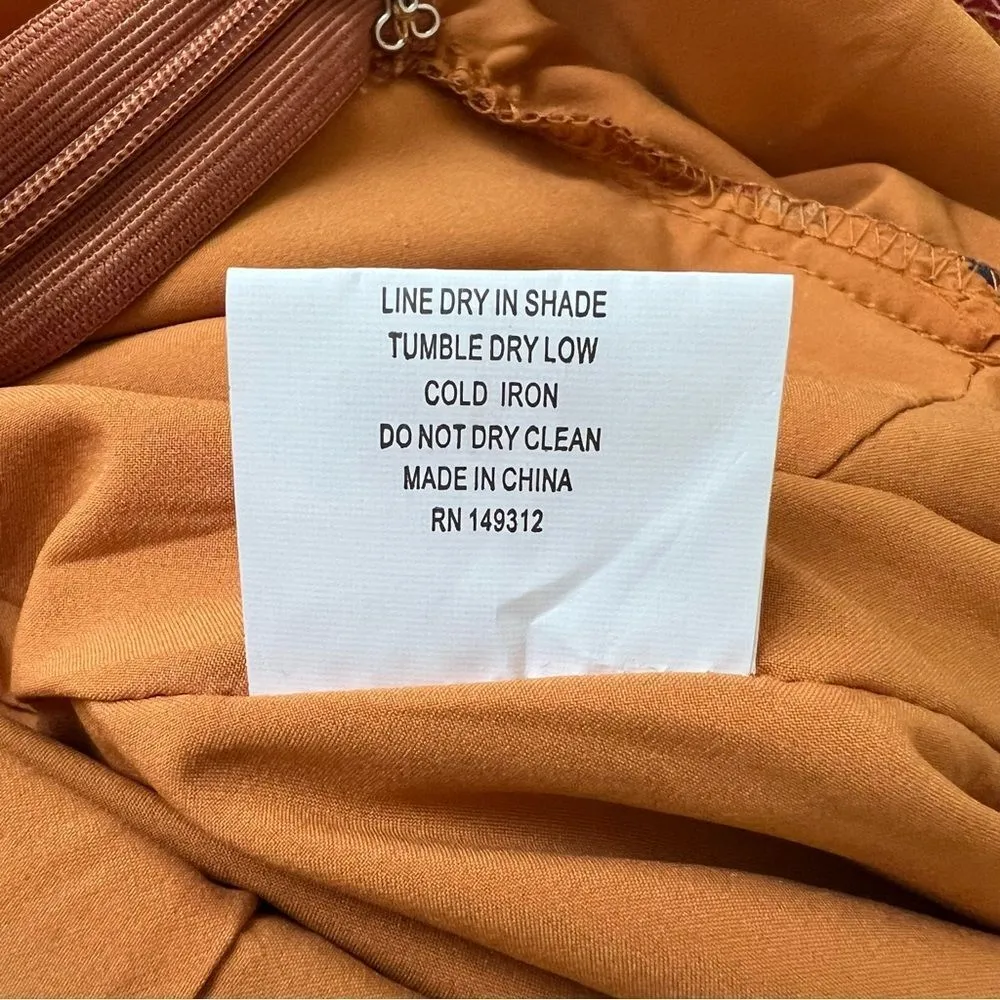 LINE DRY IN SHADE
TUMBLE DRY LOW
COLD IRON
DO NOT DRY CLEAN
MADE IN CHINA
RN 149312